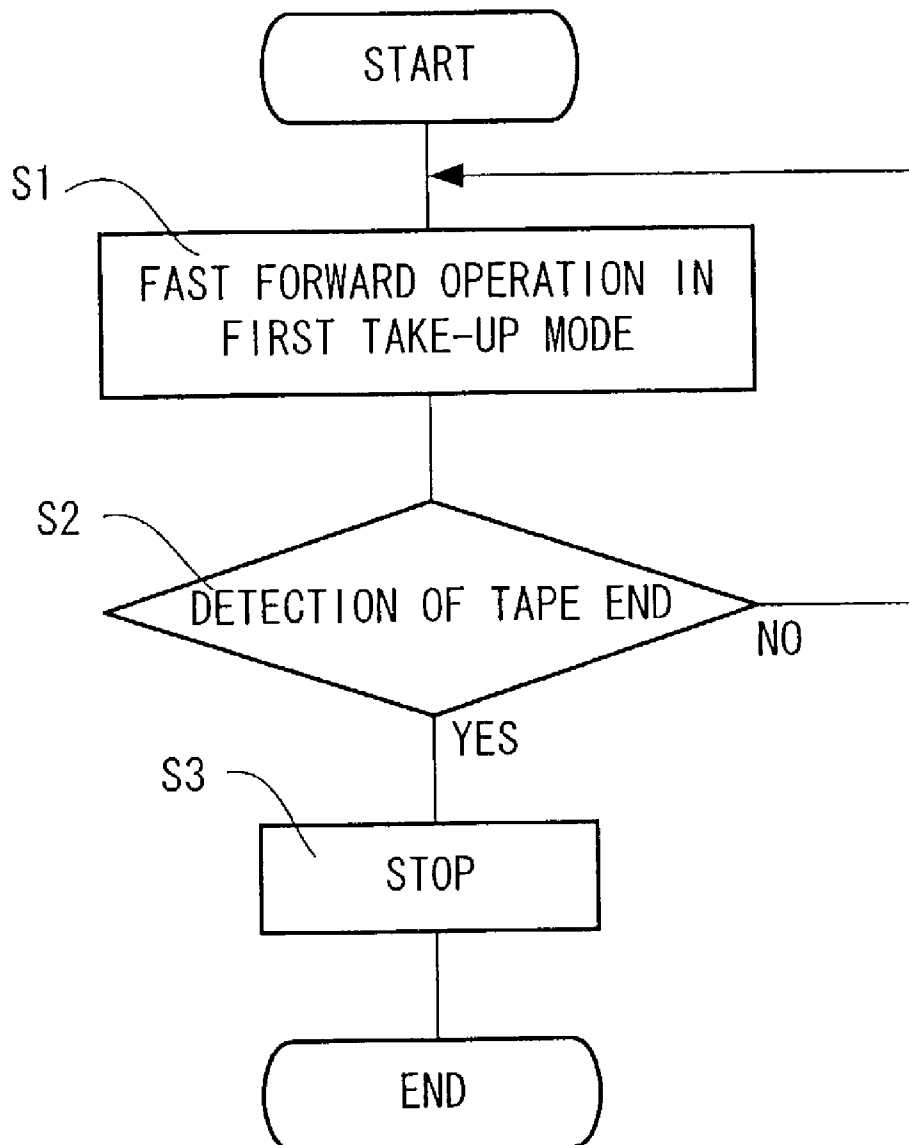 START
S1
FAST FORWARD OPERATION IN
FIRST TAKE-UP MODE
S2
DETECTION OF TAPE END
NO
YES
S3
STOP
END